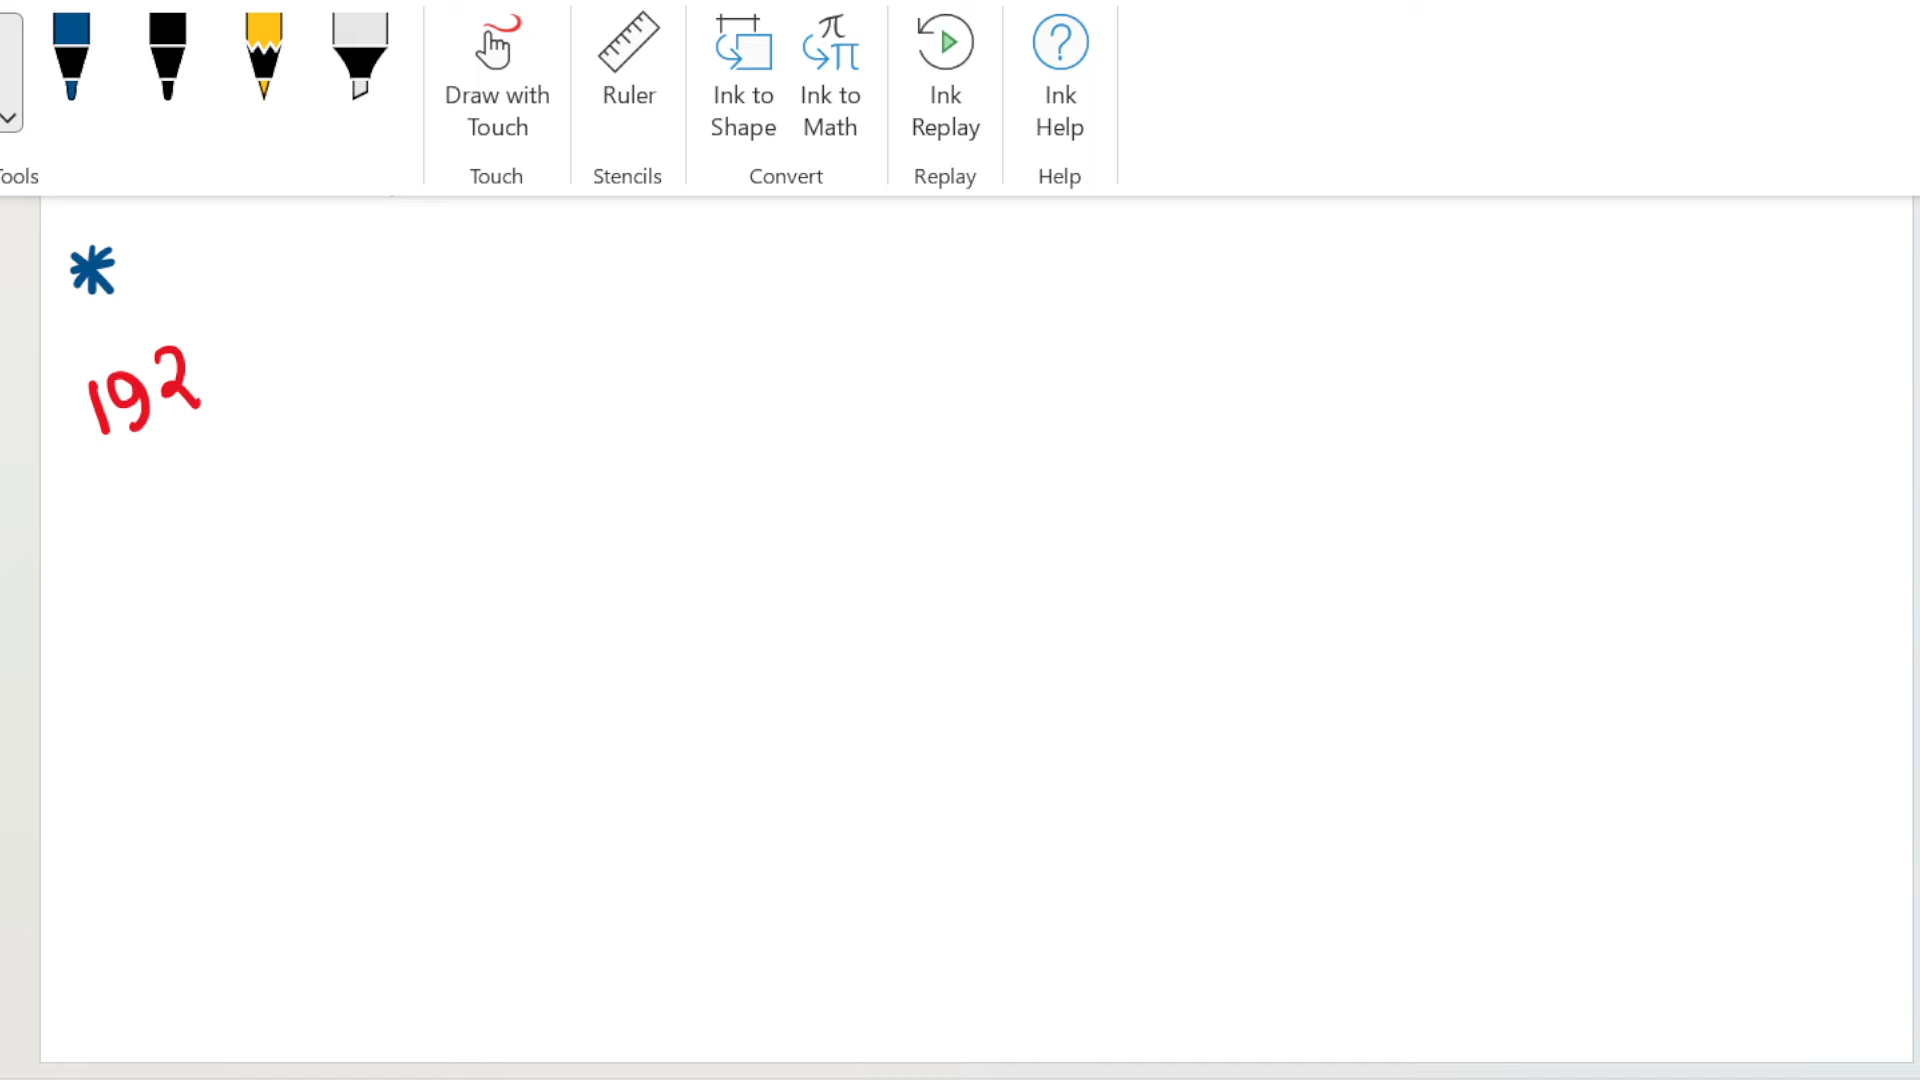 Draw with Touch
Ruler
Ink to Shape
Ink to Math
Ink Replay
Ink Help
ools
Touch
Stencils
Convert
Replay
Help
*
192